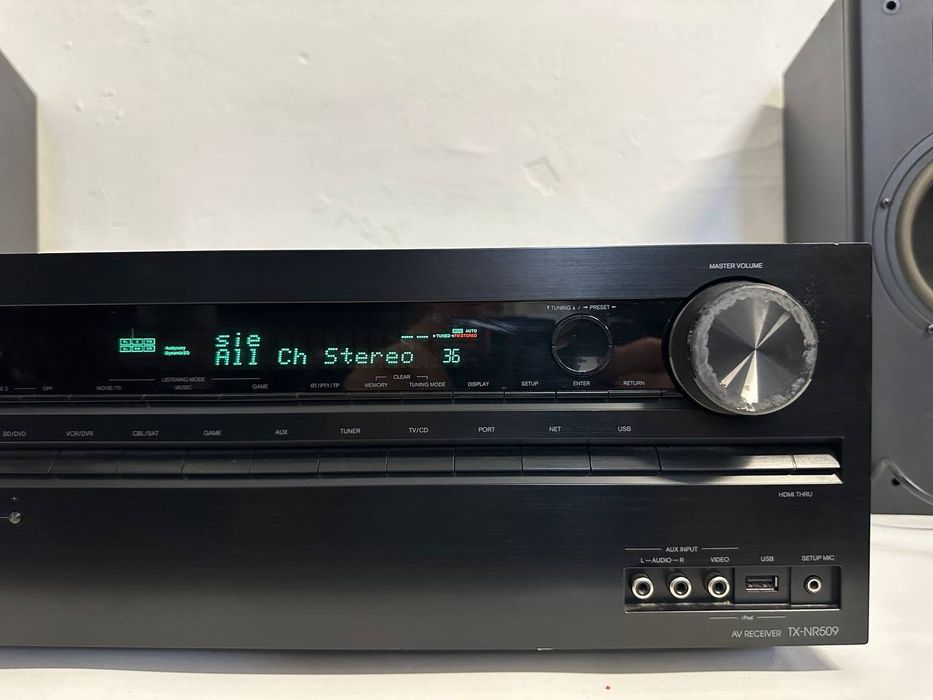 MASTER VOLUME
TUNING / PRESET
RDS AUTO
TUNED FM STEREO
sie
All Ch Stereo 36
Audyssey
Dynamic EQ
LISTENING MODE
CLEAR
OFF MOVIE/TV MUSIC GAME RT/PTY/TP MEMORY TUNING MODE DISPLAY SETUP ENTER RETURN
BD/DVD VCR/DVR CBL/SAT GAME AUX TUNER TV/CD PORT NET USB
+
HDMI THRU
AUX INPUT
L AUDIO R VIDEO USB SETUP MIC
iPod
AV RECEIVER TX-NR509